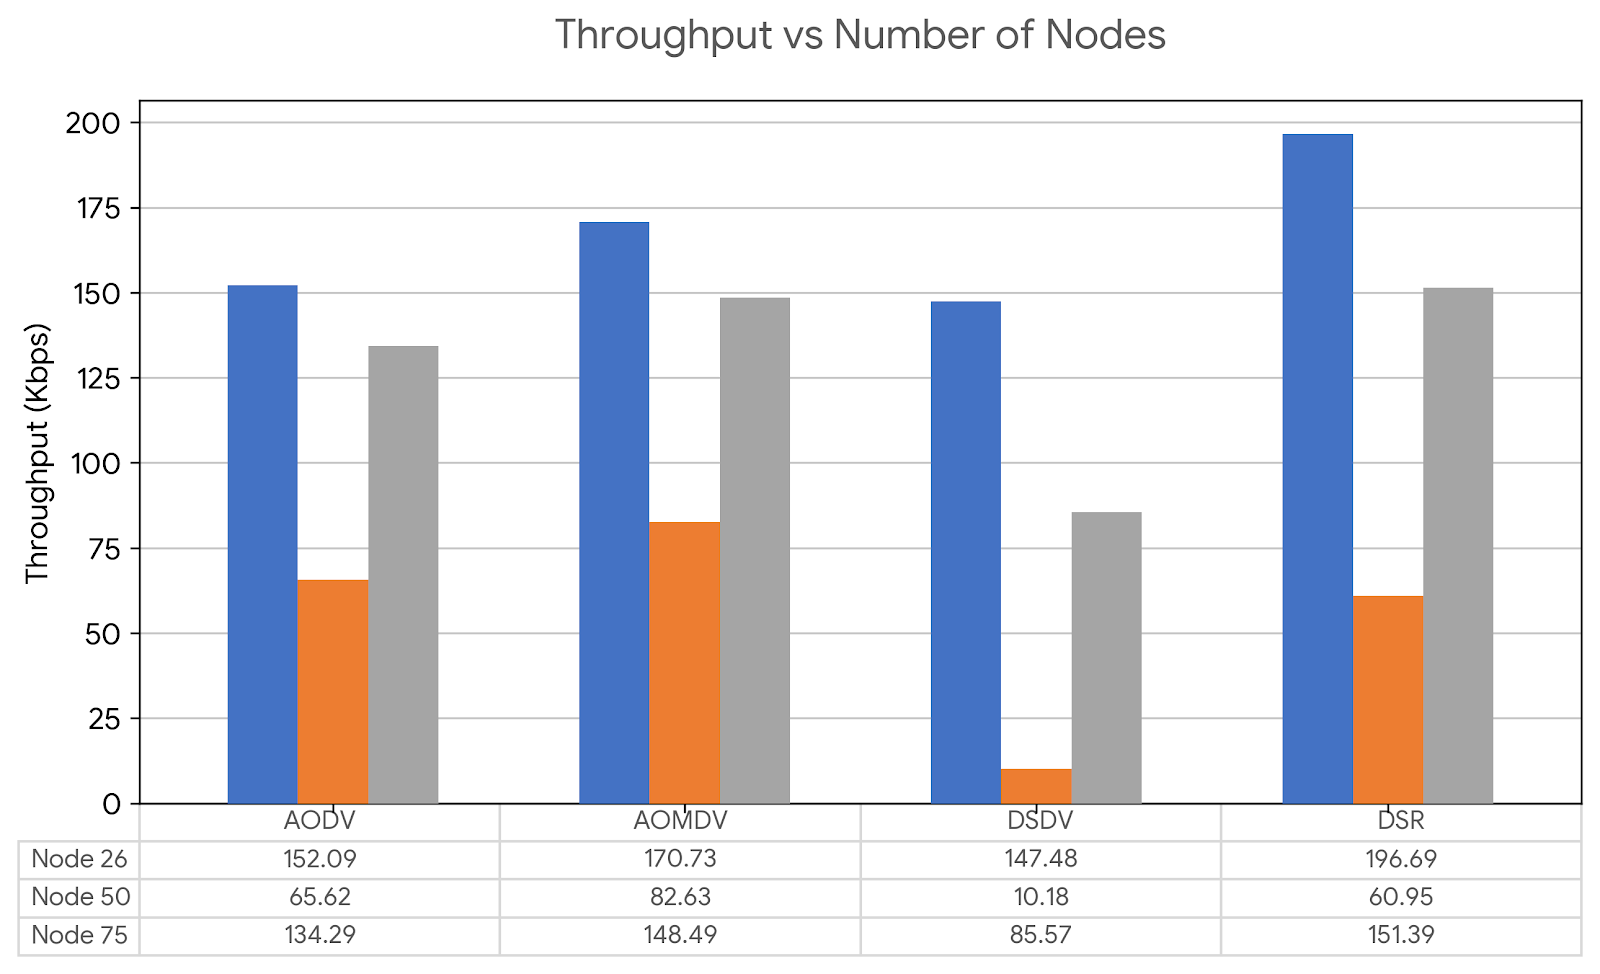 Throughput vs Number of Nodes
Throughput (Kbps)
200
175
150
125
100
75
50
25
0
AODV AOMDV DSDV DSR
Node 26 152.09 170.73 147.48 196.69
Node 50 65.62 82.63 10.18 60.95
Node 75 134.29 148.49 85.57 151.39